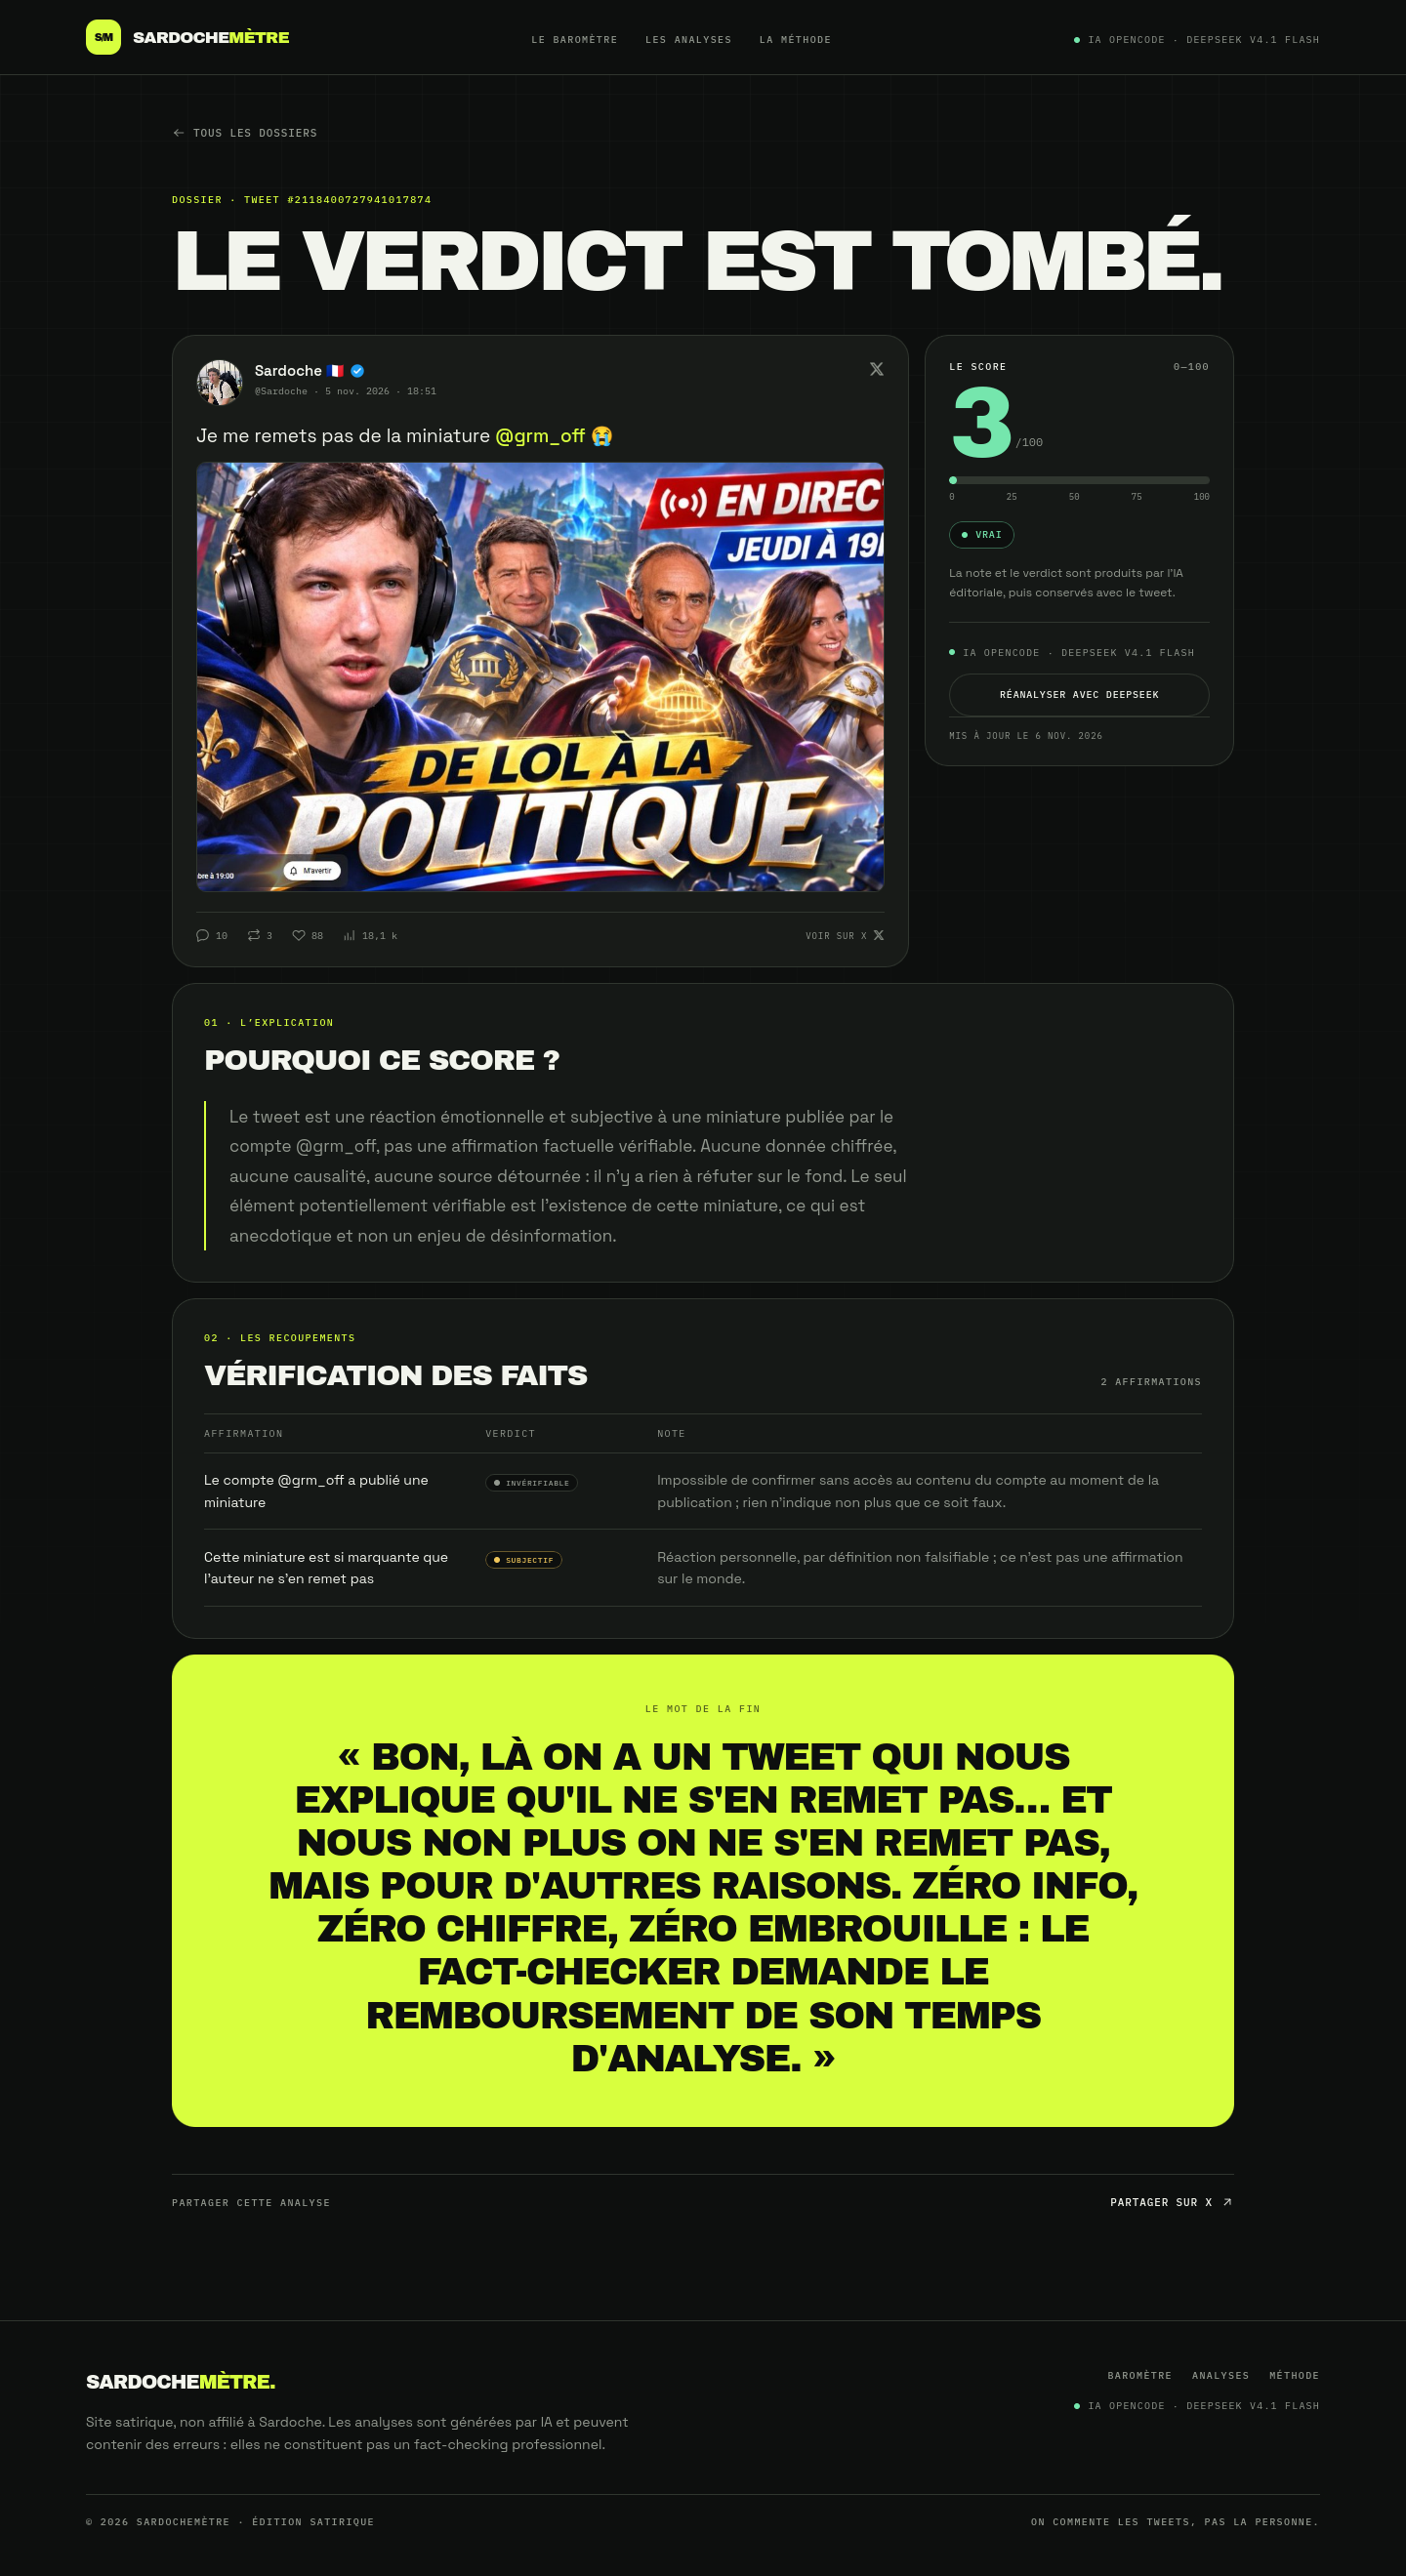 S/M SARDOCHEMÈTRE
LE BAROMÈTRE LES ANALYSES LA MÉTHODE
IA OPENCODE · DEEPSEEK V4.1 FLASH
← TOUS LES DOSSIERS
DOSSIER · TWEET #2118400727941017874
LE VERDICT EST TOMBÉ.
Sardoche 🇫🇷
@Sardoche · 5 nov. 2026 · 18:51
Je me remets pas de la miniature @grm_off 😭
EN DIREC
JEUDI À 19
DE LOL À LA
POLITIQUE
bre à 19:00
M'avertir
10 3 88 18,1 k
VOIR SUR X
LE SCORE 0—100
3 /100
0 25 50 75 100
VRAI
La note et le verdict sont produits par l'IA
éditoriale, puis conservés avec le tweet.
IA OPENCODE · DEEPSEEK V4.1 FLASH
RÉANALYSER AVEC DEEPSEEK
MIS À JOUR LE 6 NOV. 2026
01 · L'EXPLICATION
POURQUOI CE SCORE ?
Le tweet est une réaction émotionnelle et subjective à une miniature publiée par le
compte @grm_off, pas une affirmation factuelle vérifiable. Aucune donnée chiffrée,
aucune causalité, aucune source détournée : il n'y a rien à réfuter sur le fond. Le seul
élément potentiellement vérifiable est l'existence de cette miniature, ce qui est
anecdotique et non un enjeu de désinformation.
02 · LES RECOUPEMENTS
VÉRIFICATION DES FAITS
2 AFFIRMATIONS
AFFIRMATION VERDICT NOTE
Le compte @grm_off a publié une
miniature
INVÉRIFIABLE
Impossible de confirmer sans accès au contenu du compte au moment de la
publication ; rien n'indique non plus que ce soit faux.
Cette miniature est si marquante que
l'auteur ne s'en remet pas
SUBJECTIF
Réaction personnelle, par définition non falsifiable ; ce n'est pas une affirmation
sur le monde.
LE MOT DE LA FIN
« BON, LÀ ON A UN TWEET QUI NOUS
EXPLIQUE QU'IL NE S'EN REMET PAS... ET
NOUS NON PLUS ON NE S'EN REMET PAS,
MAIS POUR D'AUTRES RAISONS. ZÉRO INFO,
ZÉRO CHIFFRE, ZÉRO EMBROUILLE : LE
FACT-CHECKER DEMANDE LE
REMBOURSEMENT DE SON TEMPS
D'ANALYSE. »
PARTAGER CETTE ANALYSE
PARTAGER SUR X ↗
SARDOCHEMÈTRE.
Site satirique, non affilié à Sardoche. Les analyses sont générées par IA et peuvent
contenir des erreurs : elles ne constituent pas un fact-checking professionnel.
BAROMÈTRE ANALYSES MÉTHODE
IA OPENCODE · DEEPSEEK V4.1 FLASH
© 2026 SARDOCHEMÈTRE · ÉDITION SATIRIQUE
ON COMMENTE LES TWEETS, PAS LA PERSONNE.